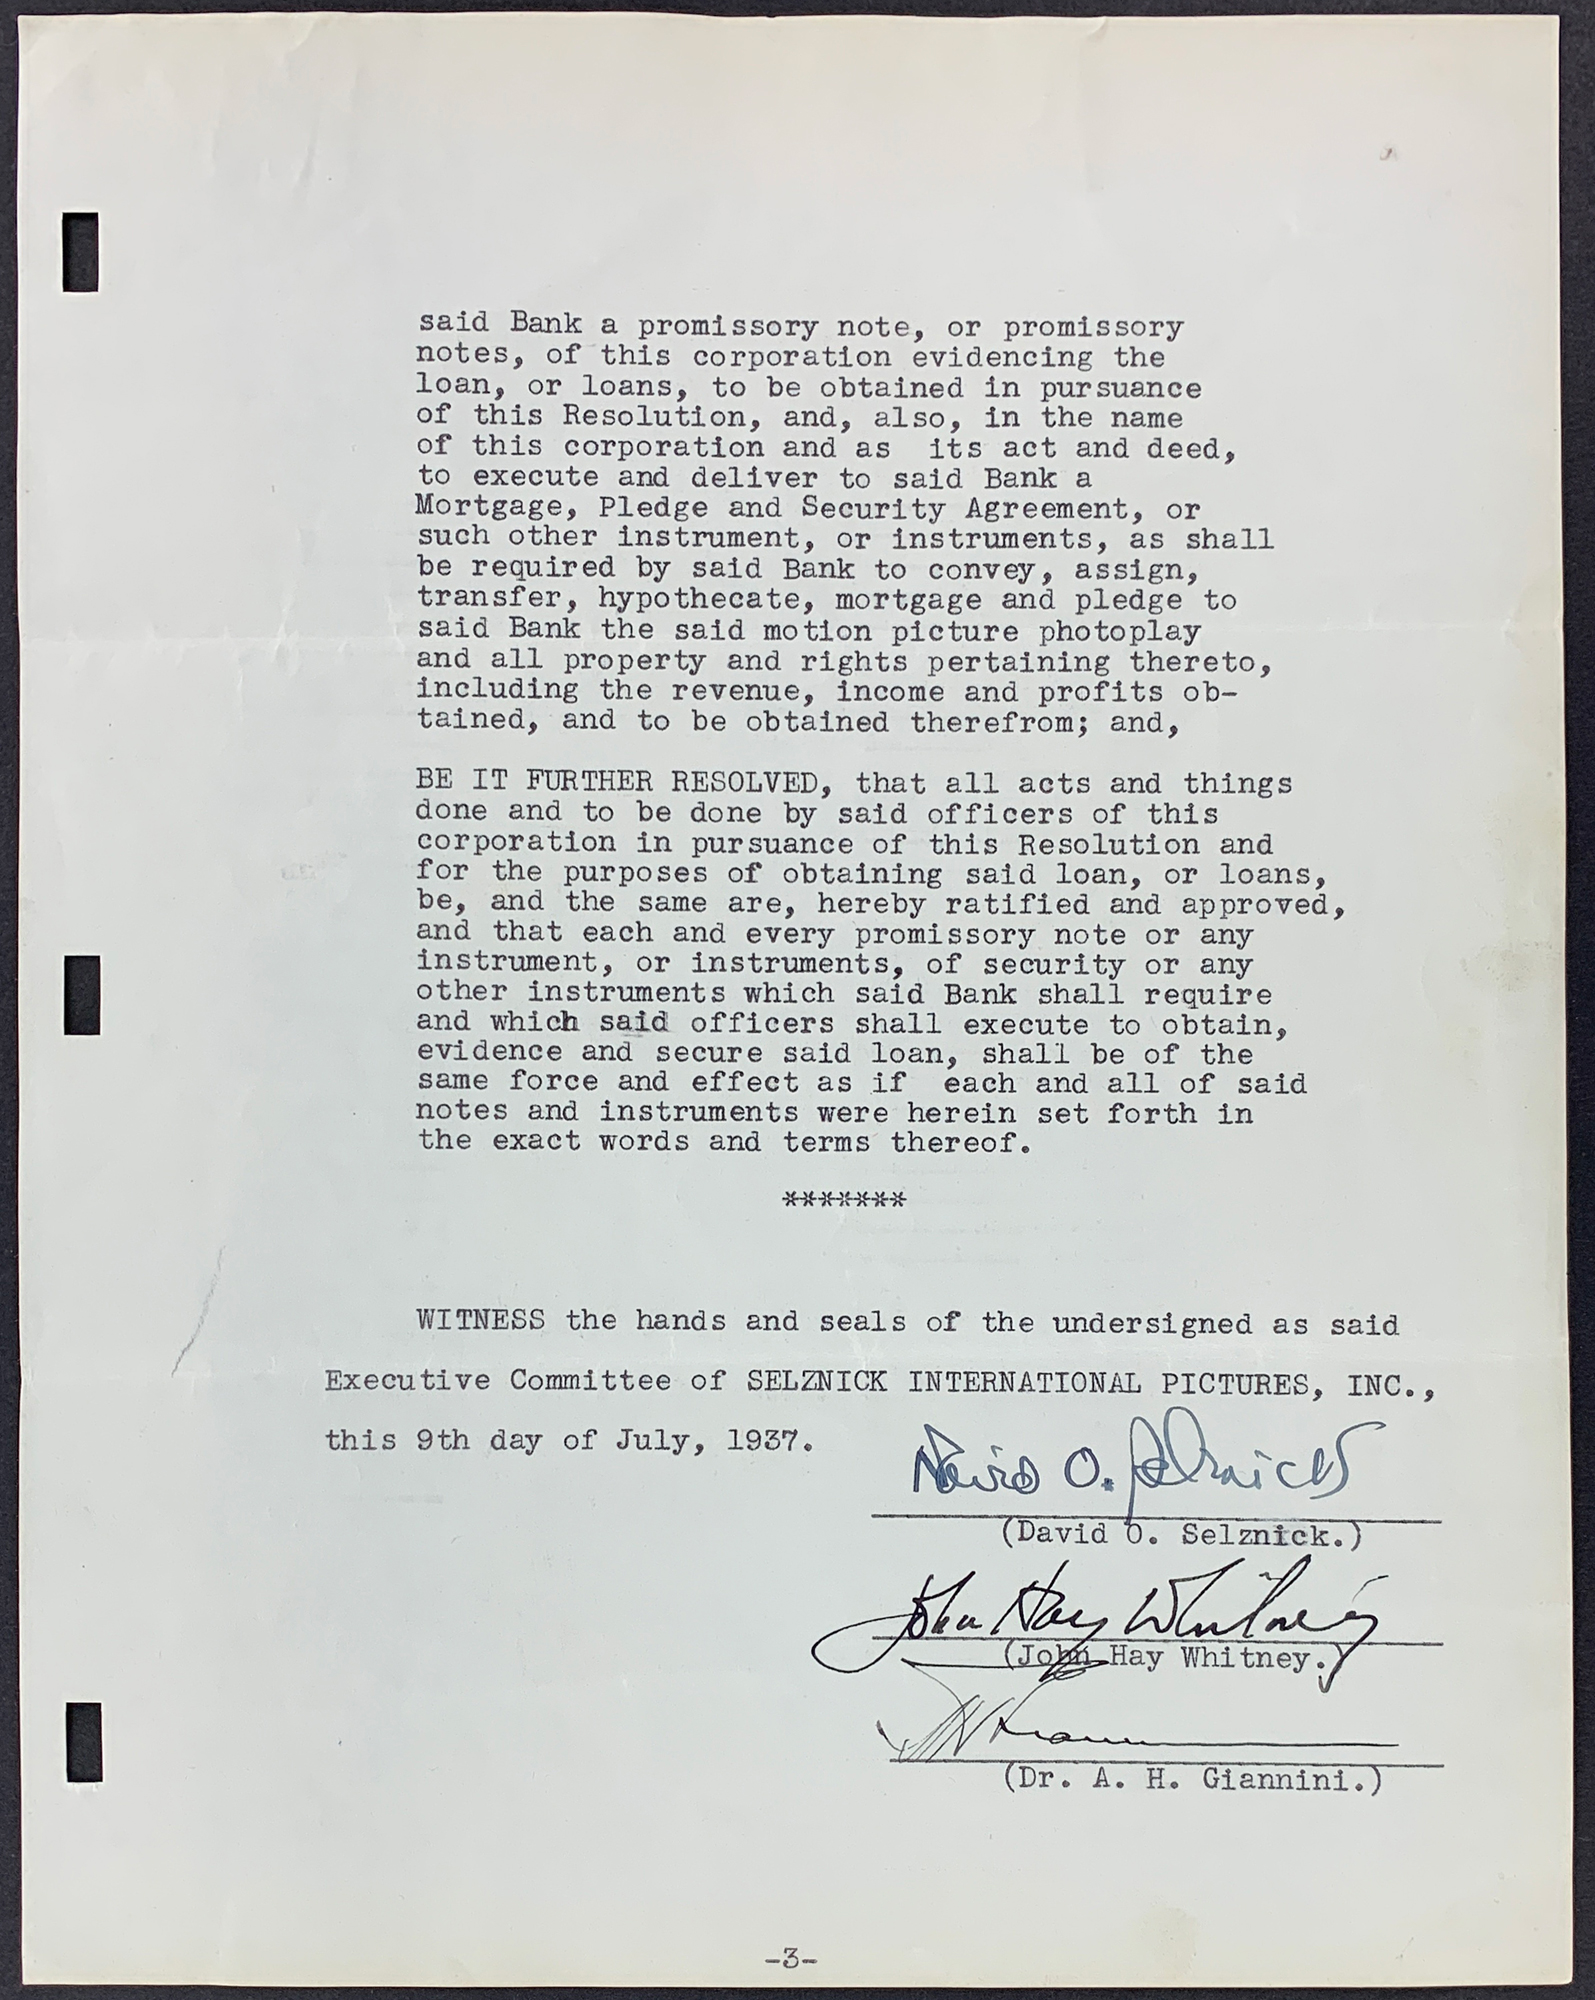 said Bank a promissory note, or promissory
notes, of this corporation evidencing the
loan, or loans, to be obtained in pursuance
of this Resolution, and, also, in the name
of this corporation and as its act and deed,
to execute and deliver to said Bank a
Mortgage, Pledge and Security Agreement, or
such other instrument, or instruments, as shall
be required by said Bank to convey, assign,
transfer, hypothecate, mortgage and pledge to
said Bank the said motion picture photoplay
and all property and rights pertaining thereto,
including the revenue, income and profits ob-
tained, and to be obtained therefrom; and,
BE IT FURTHER RESOLVED, that all acts and things
done and to be done by said officers of this
corporation in pursuance of this Resolution and
for the purposes of obtaining said loan, or loans,
be, and the same are, hereby ratified and approved,
and that each and every promissory note or any
instrument, or instruments, of security or any
other instruments which said Bank shall require
and which said officers shall execute to obtain,
evidence and secure said loan, shall be of the
same force and effect as if each and all of said
notes and instruments were herein set forth in
the exact words and terms thereof.
*******
WITNESS the hands and seals of the undersigned as said
Executive Committee of SELZNICK INTERNATIONAL PICTURES, INC.,
this 9th day of July, 1937.
David O. Selznick
(David O. Selznick.)
John Hay Whitney
(John Hay Whitney.)
(Dr. A. H. Giannini.)
-3-